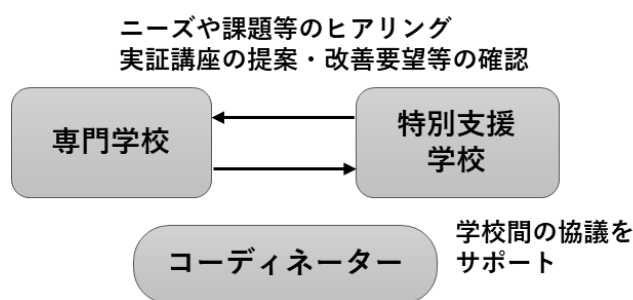 ニーズや課題等のヒアリング
実証講座の提案・改善要望等の確認
専門学校
特別支援
学校
コーディネーター
学校間の協議を
サポート